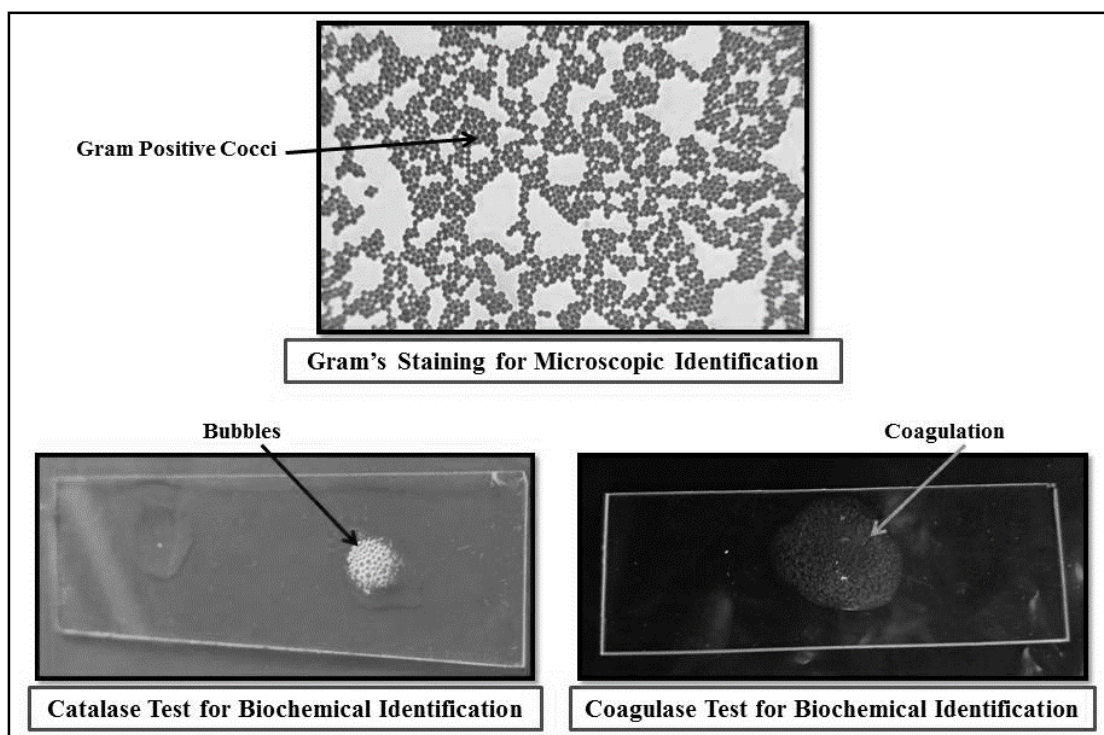 Gram Positive Cocci
Gram's Staining for Microscopic Identification
Bubbles
Coagulation
Catalase Test for Biochemical Identification
Coagulase Test for Biochemical Identification